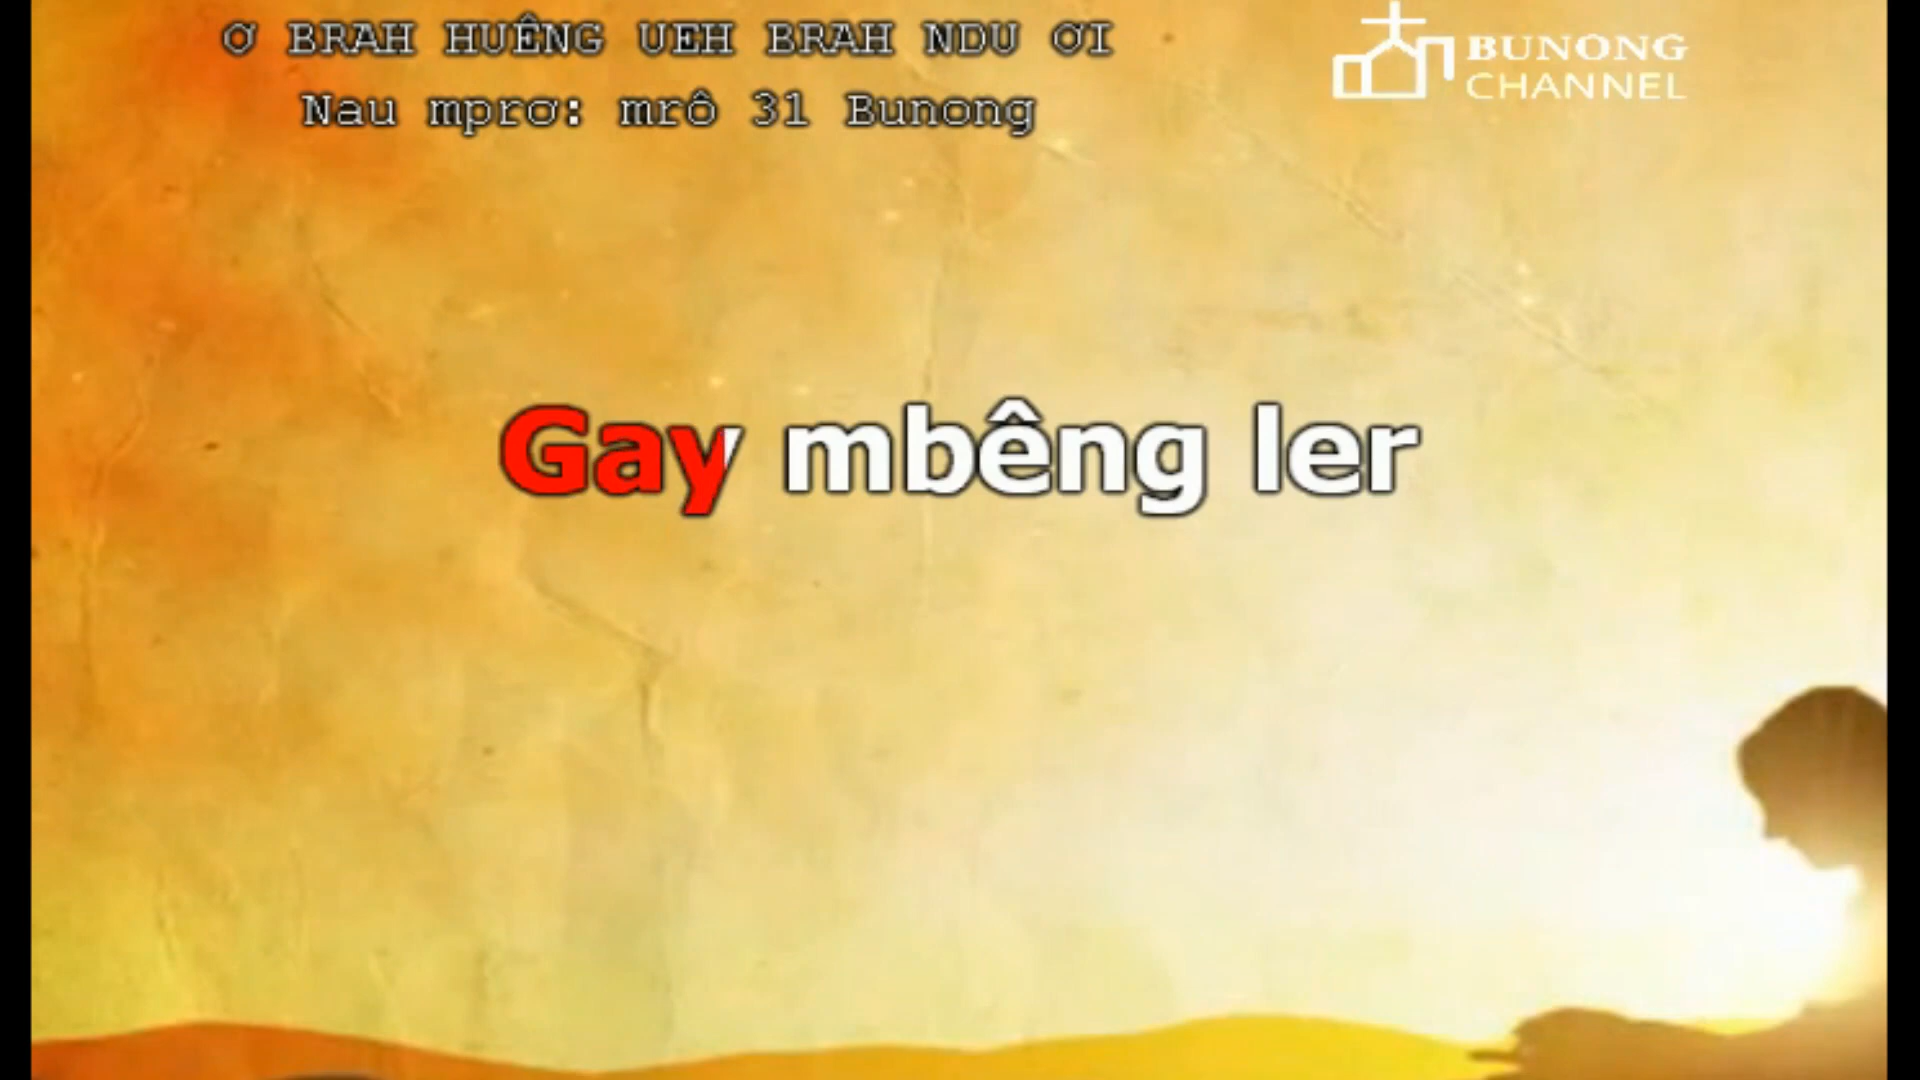 Ơ BRAH HUÊNG UEH BRAH NDU ƠI
Nau mprơ: mrô 31 Bunong
BUNONG
CHANNEL
Gay mbêng ler